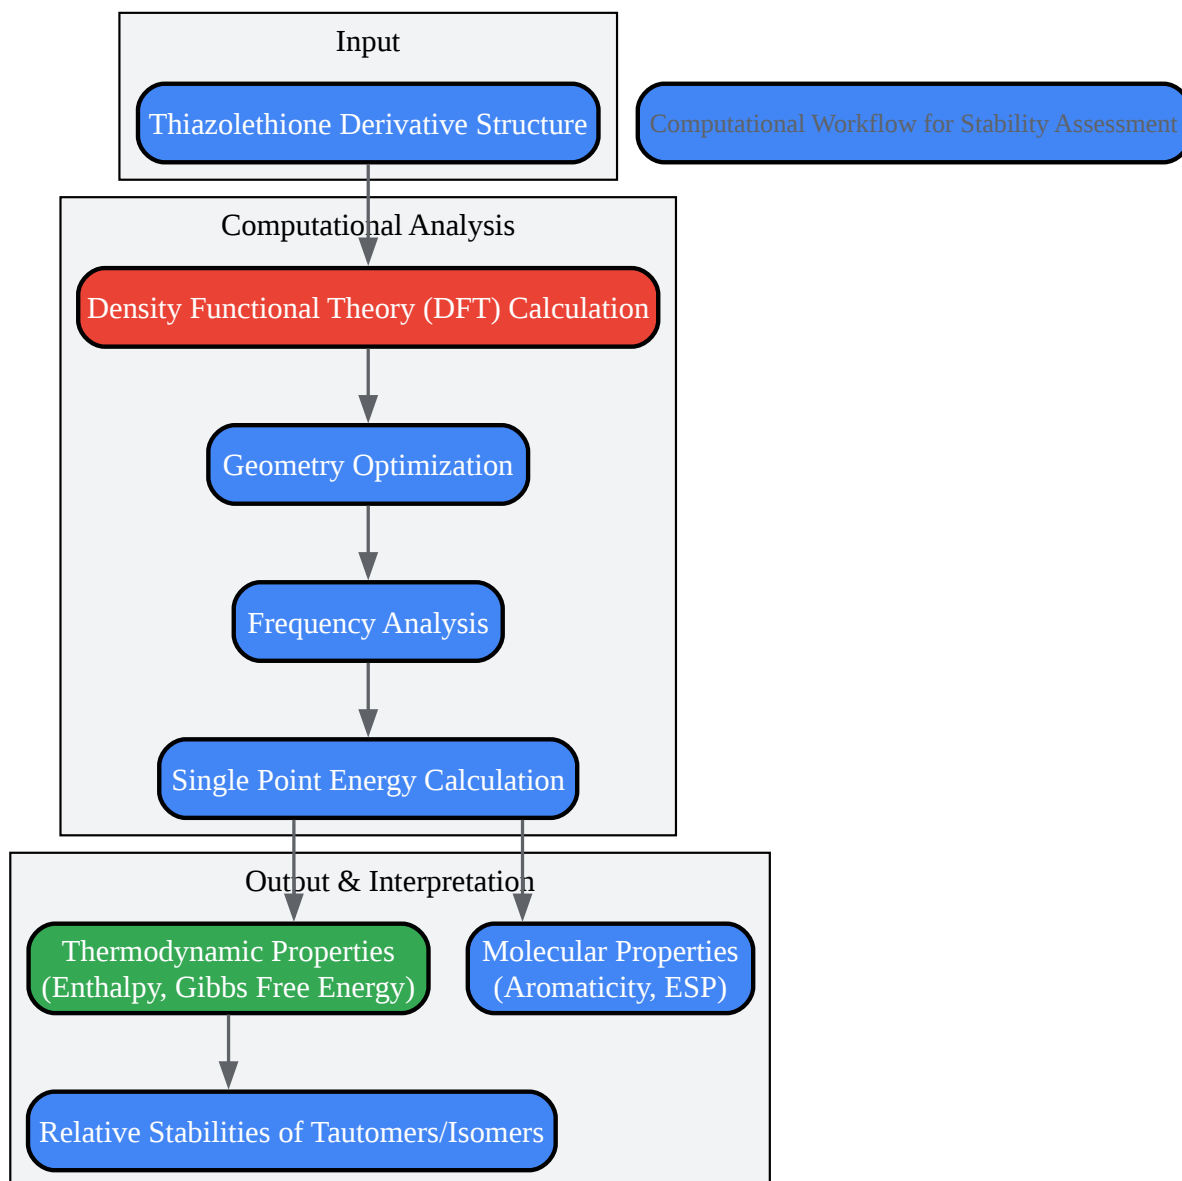 Input
Thiazolethione Derivative Structure
Computational Workflow for Stability Assessment
Computational Analysis
Density Functional Theory (DFT) Calculation
Geometry Optimization
Frequency Analysis
Single Point Energy Calculation
Output & Interpretation
Thermodynamic Properties
(Enthalpy, Gibbs Free Energy)
Molecular Properties
(Aromaticity, ESP)
Relative Stabilities of Tautomers/Isomers